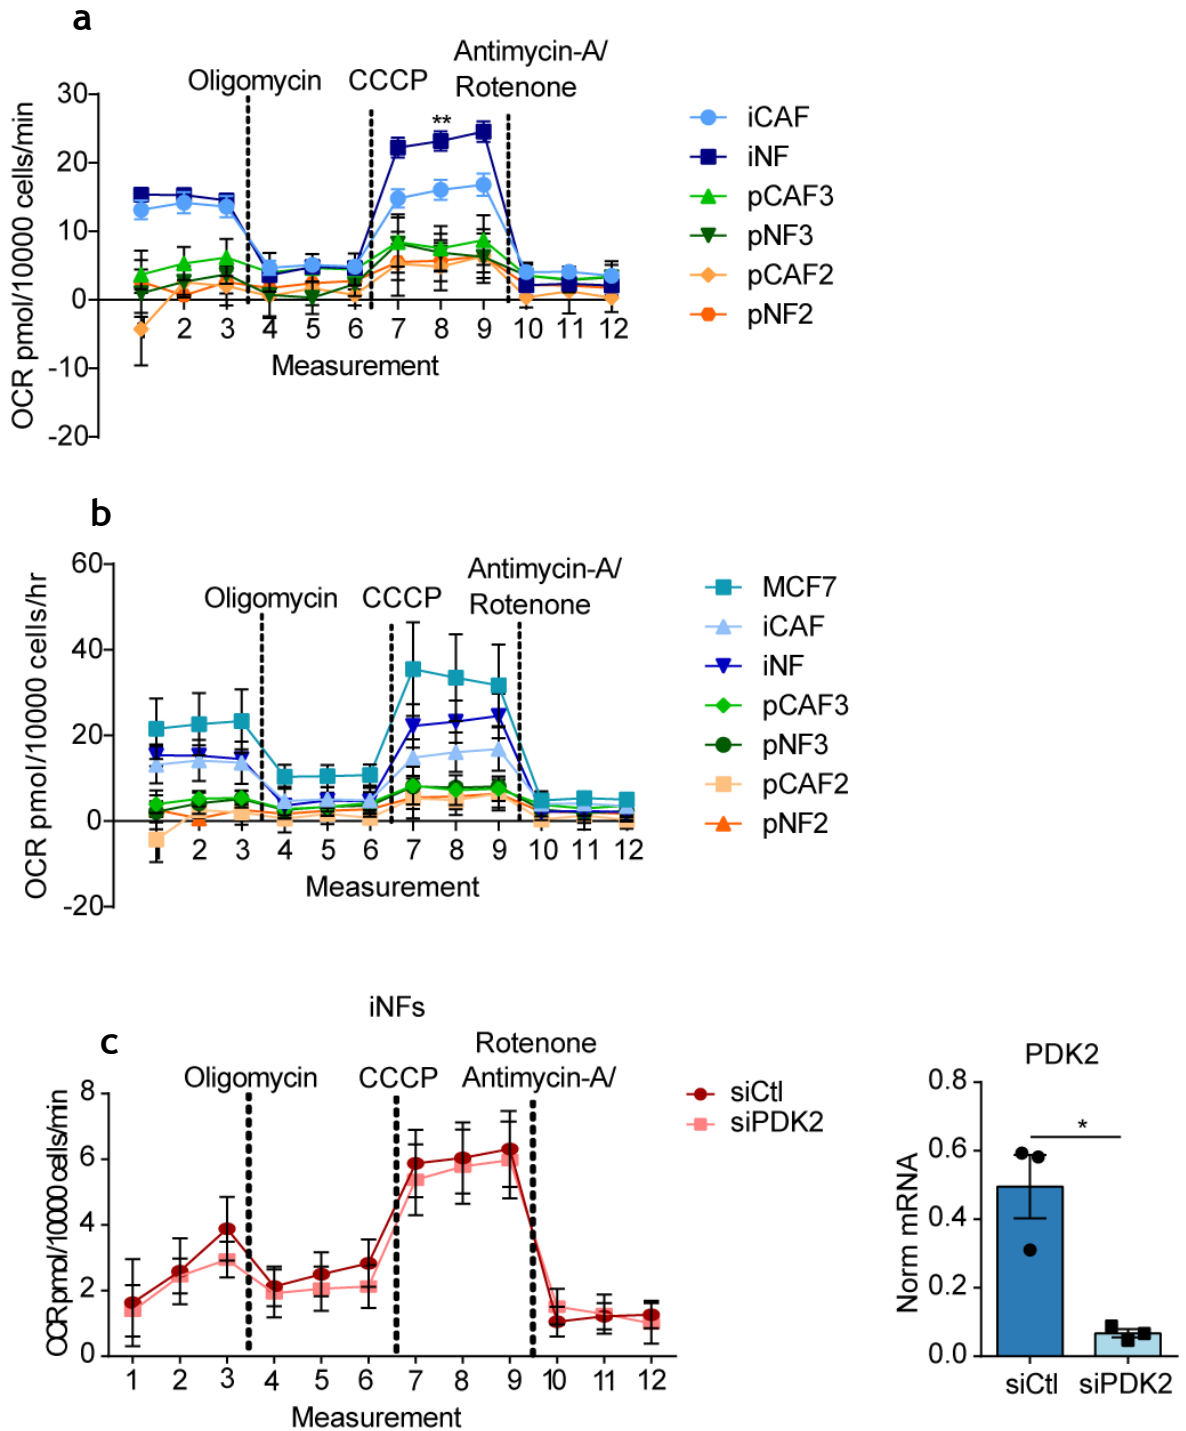 a
Oligomycin
CCCP
Antimycin-A/
Rotenone
OCR pmol/10000 cells/min
30
20
10
0
-10
-20
2 3 4 5 6 7 8 9 10 11 12
**
Measurement
iCAF
iNF
pCAF3
pNF3
pCAF2
pNF2
b
Oligomycin
CCCP
Antimycin-A/
Rotenone
OCR pmol/10000 cells/hr
60
40
20
0
-20
2 3 4 5 6 7 8 9 10 11 12
Measurement
MCF7
iCAF
iNF
pCAF3
pNF3
pCAF2
pNF2
c
iNFs
Oligomycin
CCCP
Rotenone
Antimycin-A/
OCR pmol/10000 cells/min
8
6
4
2
0
1 2 3 4 5 6 7 8 9 10 11 12
Measurement
siCtl
siPDK2
PDK2
Norm mRNA
0.8
0.6
0.4
0.2
0.0
*
siCtl siPDK2